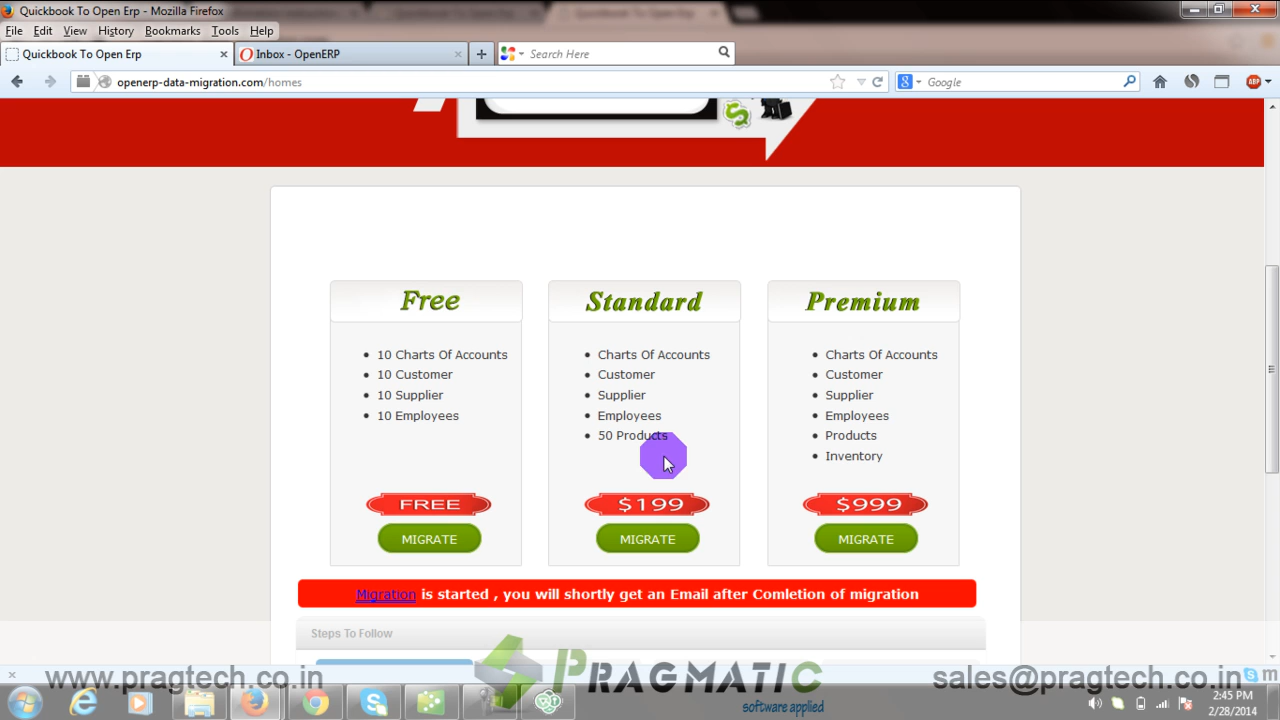 Quickbook To Open Erp - Mozilla Firefox
File Edit View History Bookmarks Tools Help
Quickbook To Open Erp
Inbox - OpenERP
Search Here
openerp-data-migration.com/homes
Google
ABP
Free
10 Charts Of Accounts
10 Customer
10 Supplier
10 Employees
FREE
MIGRATE
Standard
Charts Of Accounts
Customer
Supplier
Employees
50 Products
$199
MIGRATE
Premium
Charts Of Accounts
Customer
Supplier
Employees
Products
Inventory
$999
MIGRATE
Migration is started , you will shortly get an Email after Comletion of migration
Steps To Follow
www.pragtech.co.in
PRAGMATIC
software applied
sales@pragtech.co.in
2:45 PM
2/28/2014